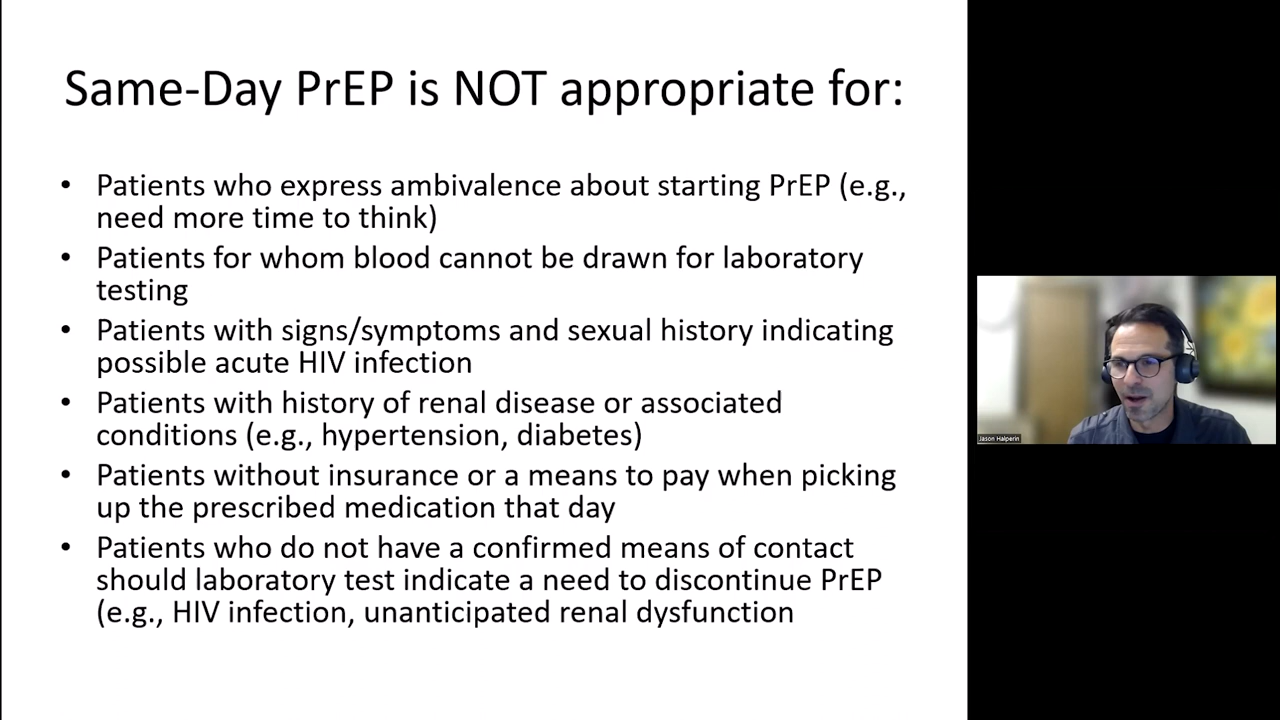 Same-Day PrEP is NOT appropriate for:
• Patients who express ambivalence about starting PrEP (e.g.,
need more time to think)
• Patients for whom blood cannot be drawn for laboratory
testing
• Patients with signs/symptoms and sexual history indicating
possible acute HIV infection
• Patients with history of renal disease or associated
conditions (e.g., hypertension, diabetes)
• Patients without insurance or a means to pay when picking
up the prescribed medication that day
• Patients who do not have a confirmed means of contact
should laboratory test indicate a need to discontinue PrEP
(e.g., HIV infection, unanticipated renal dysfunction
Jason Halperin